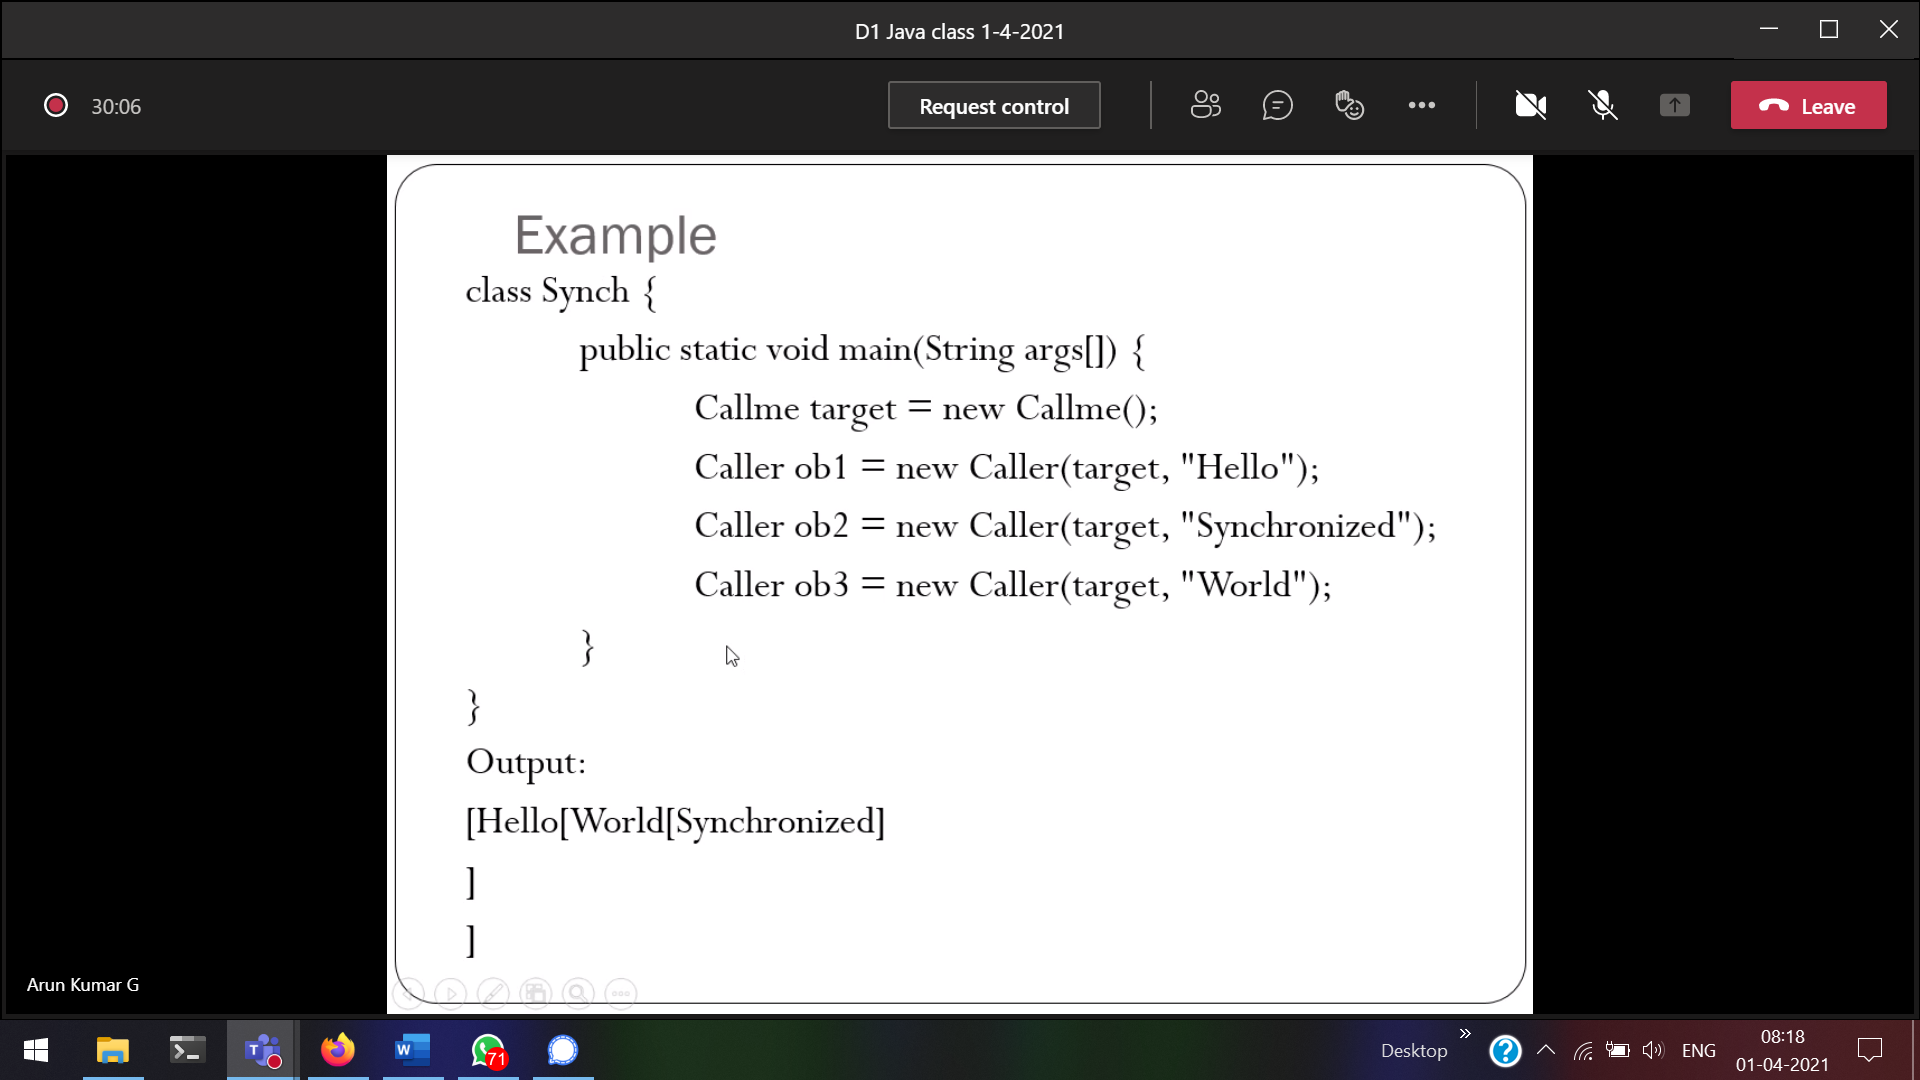 D1 Java class 1-4-2021
30:06
Request control
Leave
Example
class Synch {
public static void main(String args[]) {
Callme target = new Callme();
Caller ob1 = new Caller(target, "Hello");
Caller ob2 = new Caller(target, "Synchronized");
Caller ob3 = new Caller(target, "World");
}
}
Output:
[Hello[World[Synchronized]
]
]
Arun Kumar G
T
W
71
Desktop
»
?
ENG
08:18
01-04-2021